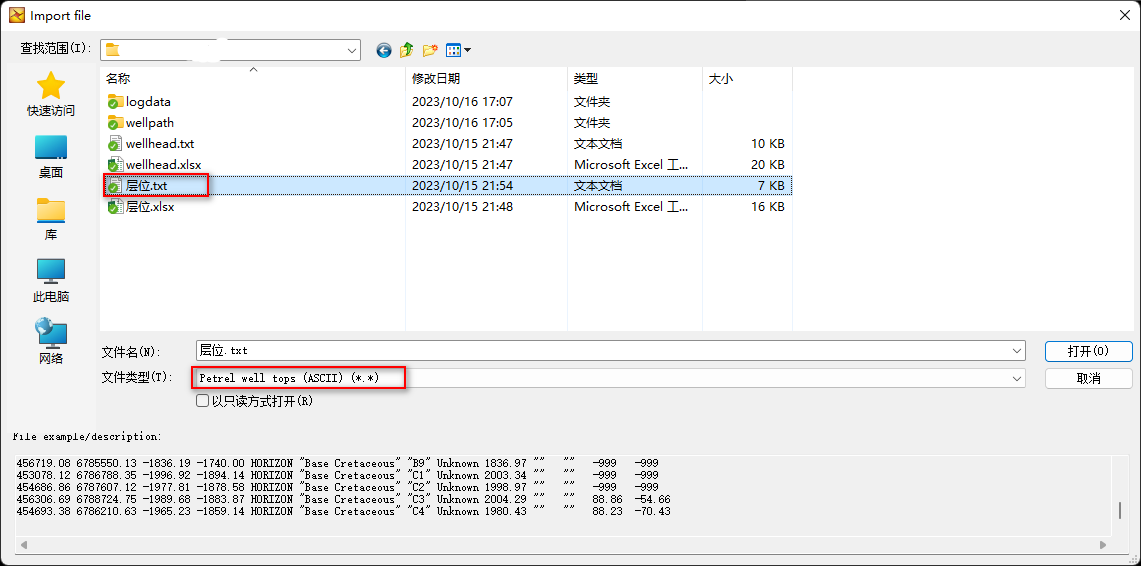 Import file
查找范围(I):
名称 修改日期 类型 大小
logdata 2023/10/16 17:07 文件夹
wellpath 2023/10/16 17:05 文件夹
wellhead.txt 2023/10/15 21:47 文本文档 10 KB
wellhead.xlsx 2023/10/15 21:47 Microsoft Excel 工... 20 KB
层位.txt 2023/10/15 21:54 文本文档 7 KB
层位.xlsx 2023/10/15 21:48 Microsoft Excel 工... 16 KB
快速访问
桌面
库
此电脑
网络
文件名(N): 层位.txt 打开(O)
文件类型(T): Petrel well tops (ASCII) (*.*) 取消
以只读方式打开(R)
File example/description:
456719.08 6785550.13 -1836.19 -1740.00 HORIZON "Base Cretaceous" "B9" Unknown 1836.97 "" "" -999 -999
453078.12 6786788.35 -1996.92 -1894.14 HORIZON "Base Cretaceous" "C1" Unknown 2003.34 "" "" -999 -999
454686.86 6787607.12 -1977.81 -1878.58 HORIZON "Base Cretaceous" "C2" Unknown 1998.97 "" "" -999 -999
456306.69 6788724.75 -1989.68 -1883.87 HORIZON "Base Cretaceous" "C3" Unknown 2004.29 "" "" 88.86 -54.66
454693.38 6786210.63 -1965.23 -1859.14 HORIZON "Base Cretaceous" "C4" Unknown 1980.43 "" "" 88.23 -70.43